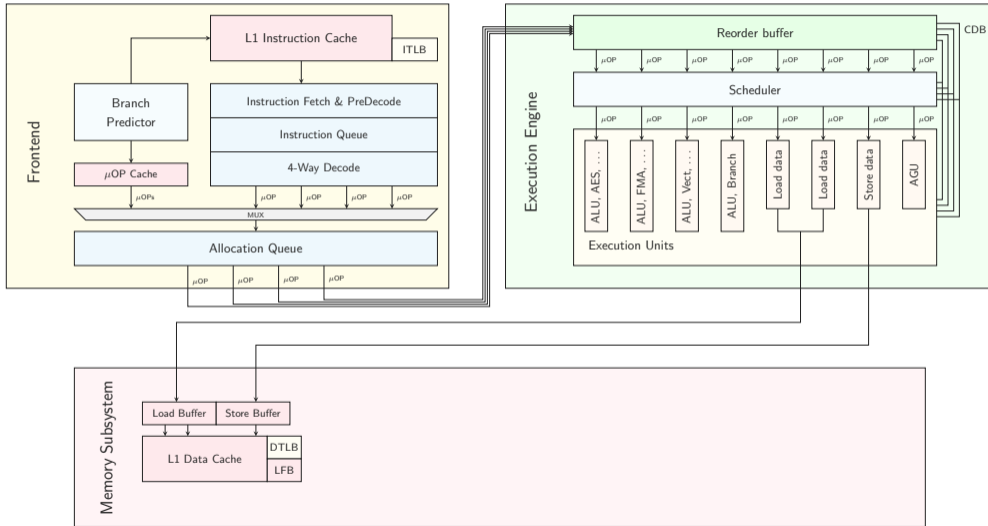 Frontend
L1 Instruction Cache
ITLB
Branch
Predictor
Instruction Fetch & PreDecode
Instruction Queue
4-Way Decode
μOP Cache
μOPs
μOP μOP μOP μOP
MUX
Allocation Queue
μOP μOP μOP μOP
Execution Engine
Reorder buffer
CDB
μOP μOP μOP μOP μOP μOP μOP μOP
Scheduler
μOP μOP μOP μOP μOP μOP μOP μOP
ALU, AES, ...
ALU, FMA, ...
ALU, Vect, ...
ALU, Branch
Load data
Load data
Store data
AGU
Execution Units
Memory Subsystem
Load Buffer
Store Buffer
L1 Data Cache
DTLB
LFB